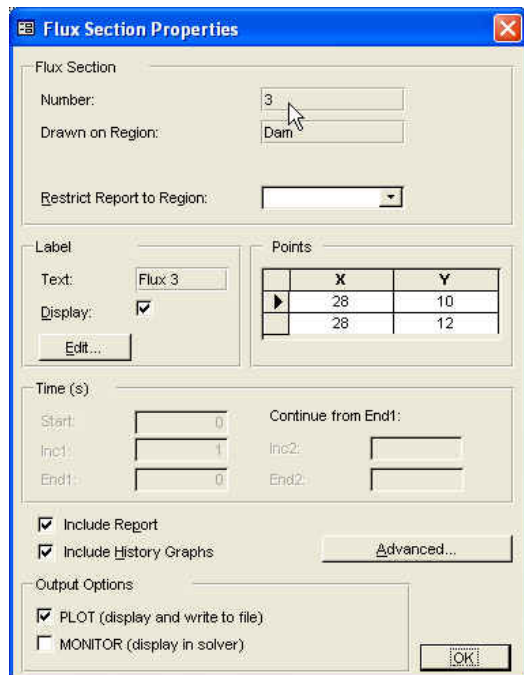 Flux Section Properties
Flux Section
Number: 3
Drawn on Region: Dam
Restrict Report to Region:
Label
Text: Flux 3
Display:
Edit...
Points
X Y
28 10
28 12
Time (s)
Start: 0
Inc1: 1
End1: 0
Continue from End1:
Inc2:
End2:
Include Report
Include History Graphs
Advanced...
Output Options
PLOT (display and write to file)
MONITOR (display in solver)
OK